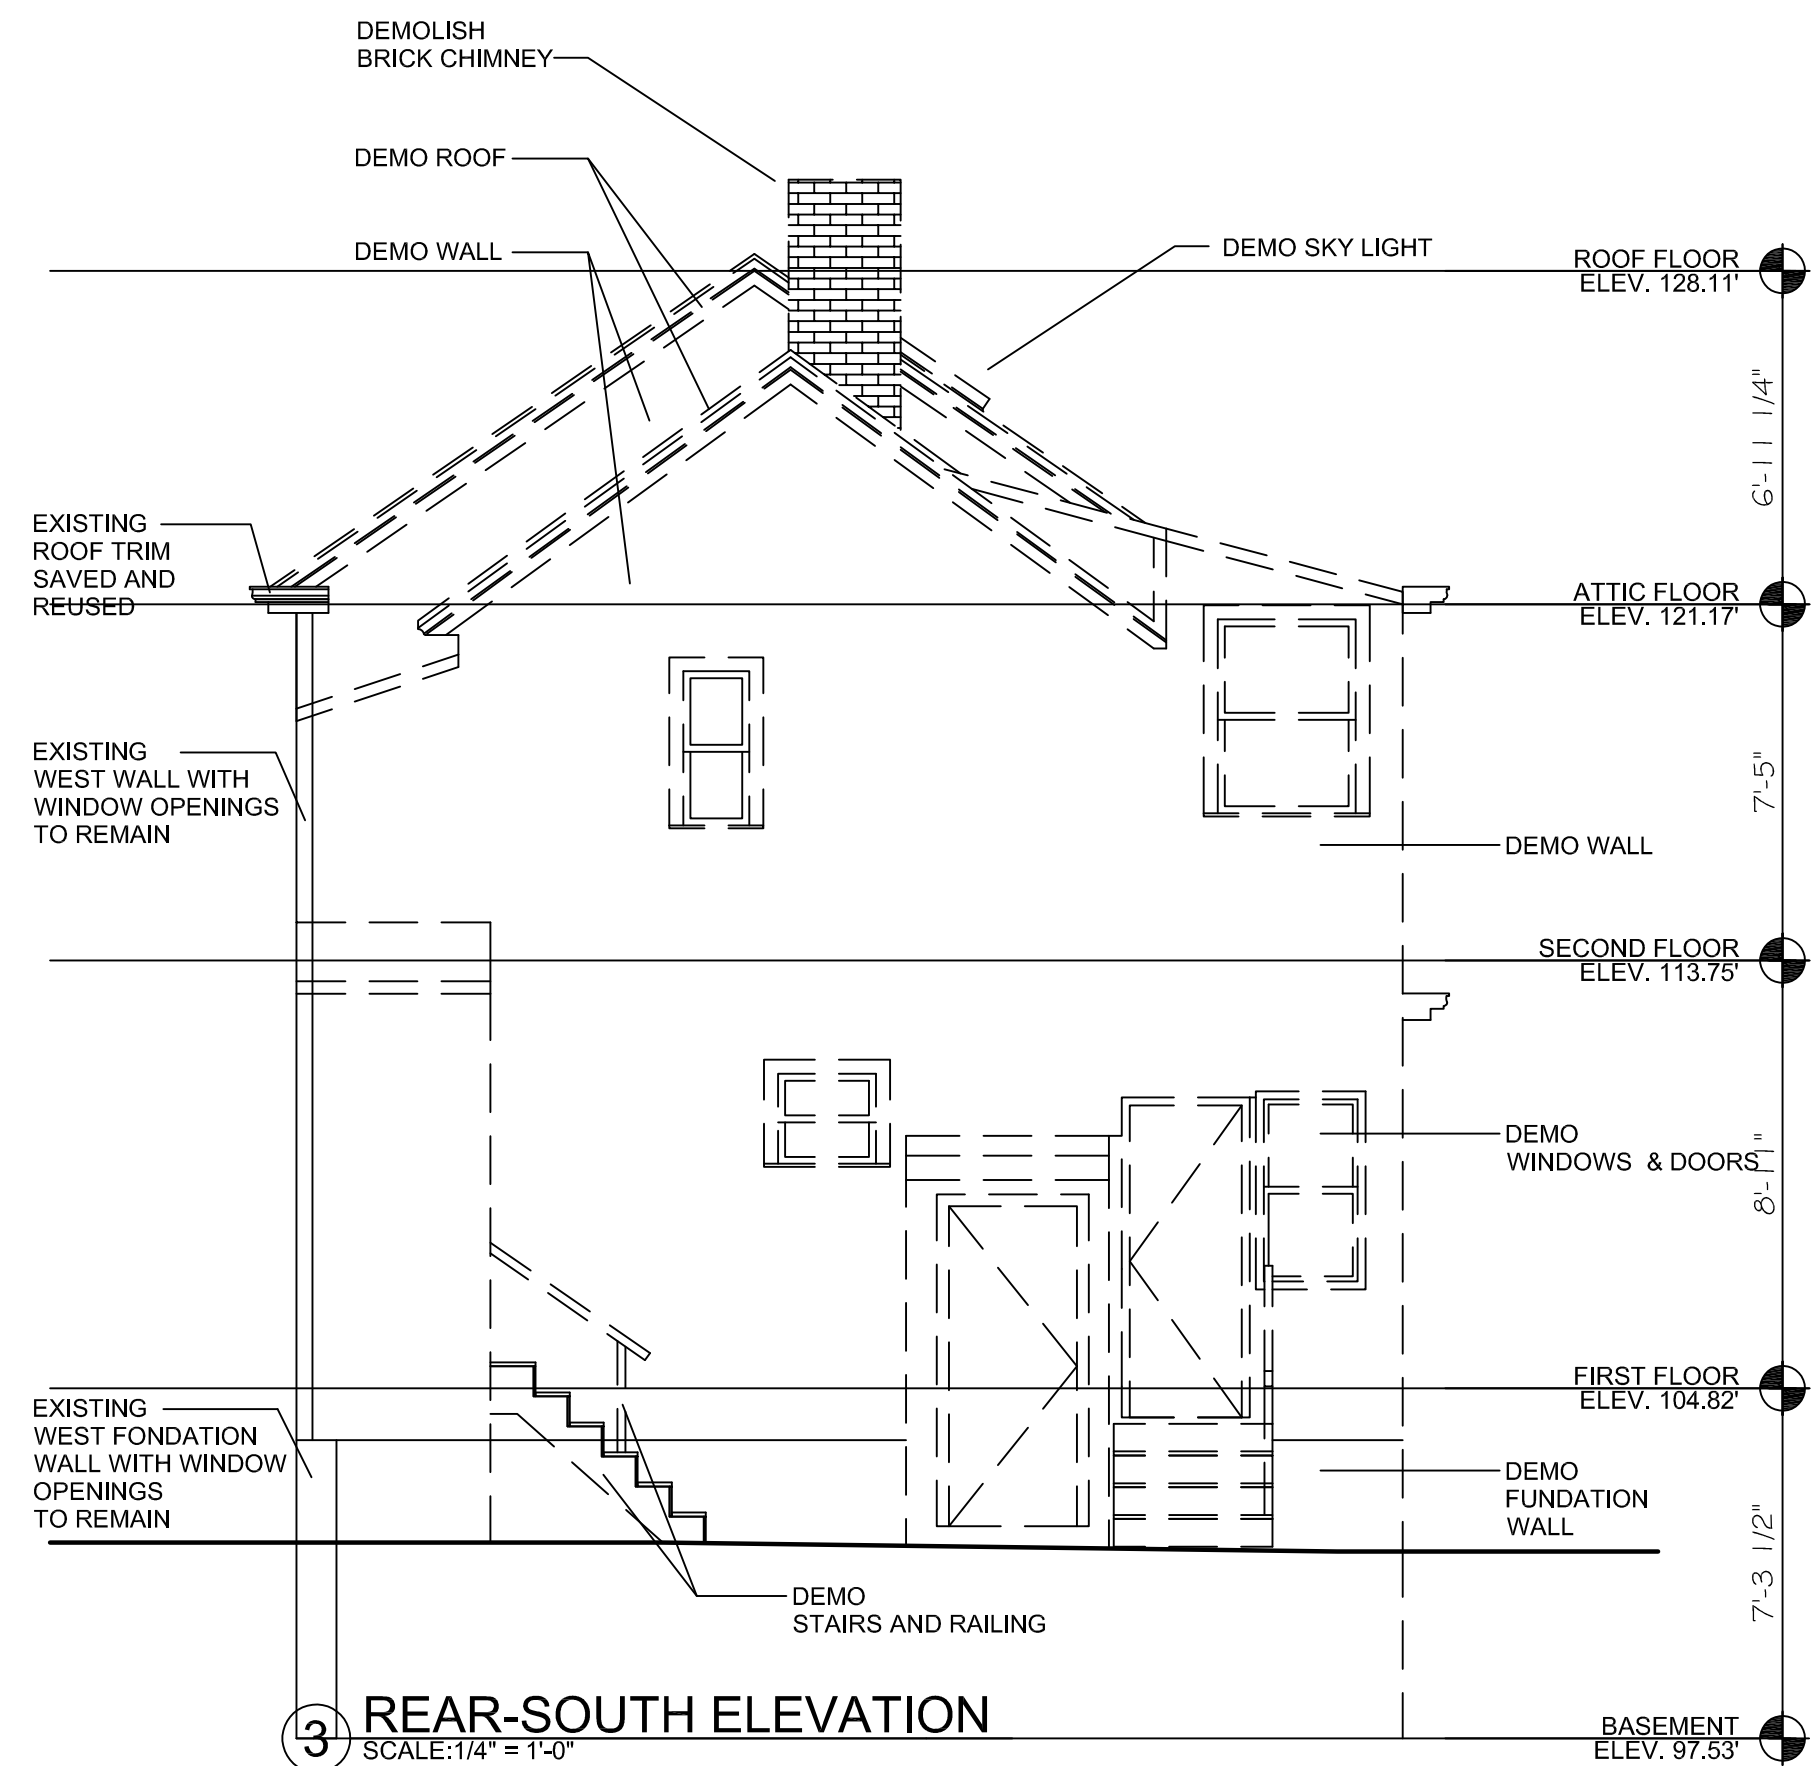 DEMOLISH
BRICK CHIMNEY
DEMO ROOF
DEMO WALL
DEMO SKY LIGHT
ROOF FLOOR
ELEV. 128.11'
6'-11 1/4"
EXISTING
ROOF TRIM
SAVED AND
REUSED
ATTIC FLOOR
ELEV. 121.17'
EXISTING
WEST WALL WITH
WINDOW OPENINGS
TO REMAIN
7'-5"
DEMO WALL
SECOND FLOOR
ELEV. 113.75'
DEMO
WINDOWS & DOORS
8'-11"
FIRST FLOOR
ELEV. 104.82'
EXISTING
WEST FONDATION
WALL WITH WINDOW
OPENINGS
TO REMAIN
DEMO
FUNDATION
WALL
7'-3 1/2"
DEMO
STAIRS AND RAILING
3
REAR-SOUTH ELEVATION
SCALE:1/4" = 1'-0"
BASEMENT
ELEV. 97.53'